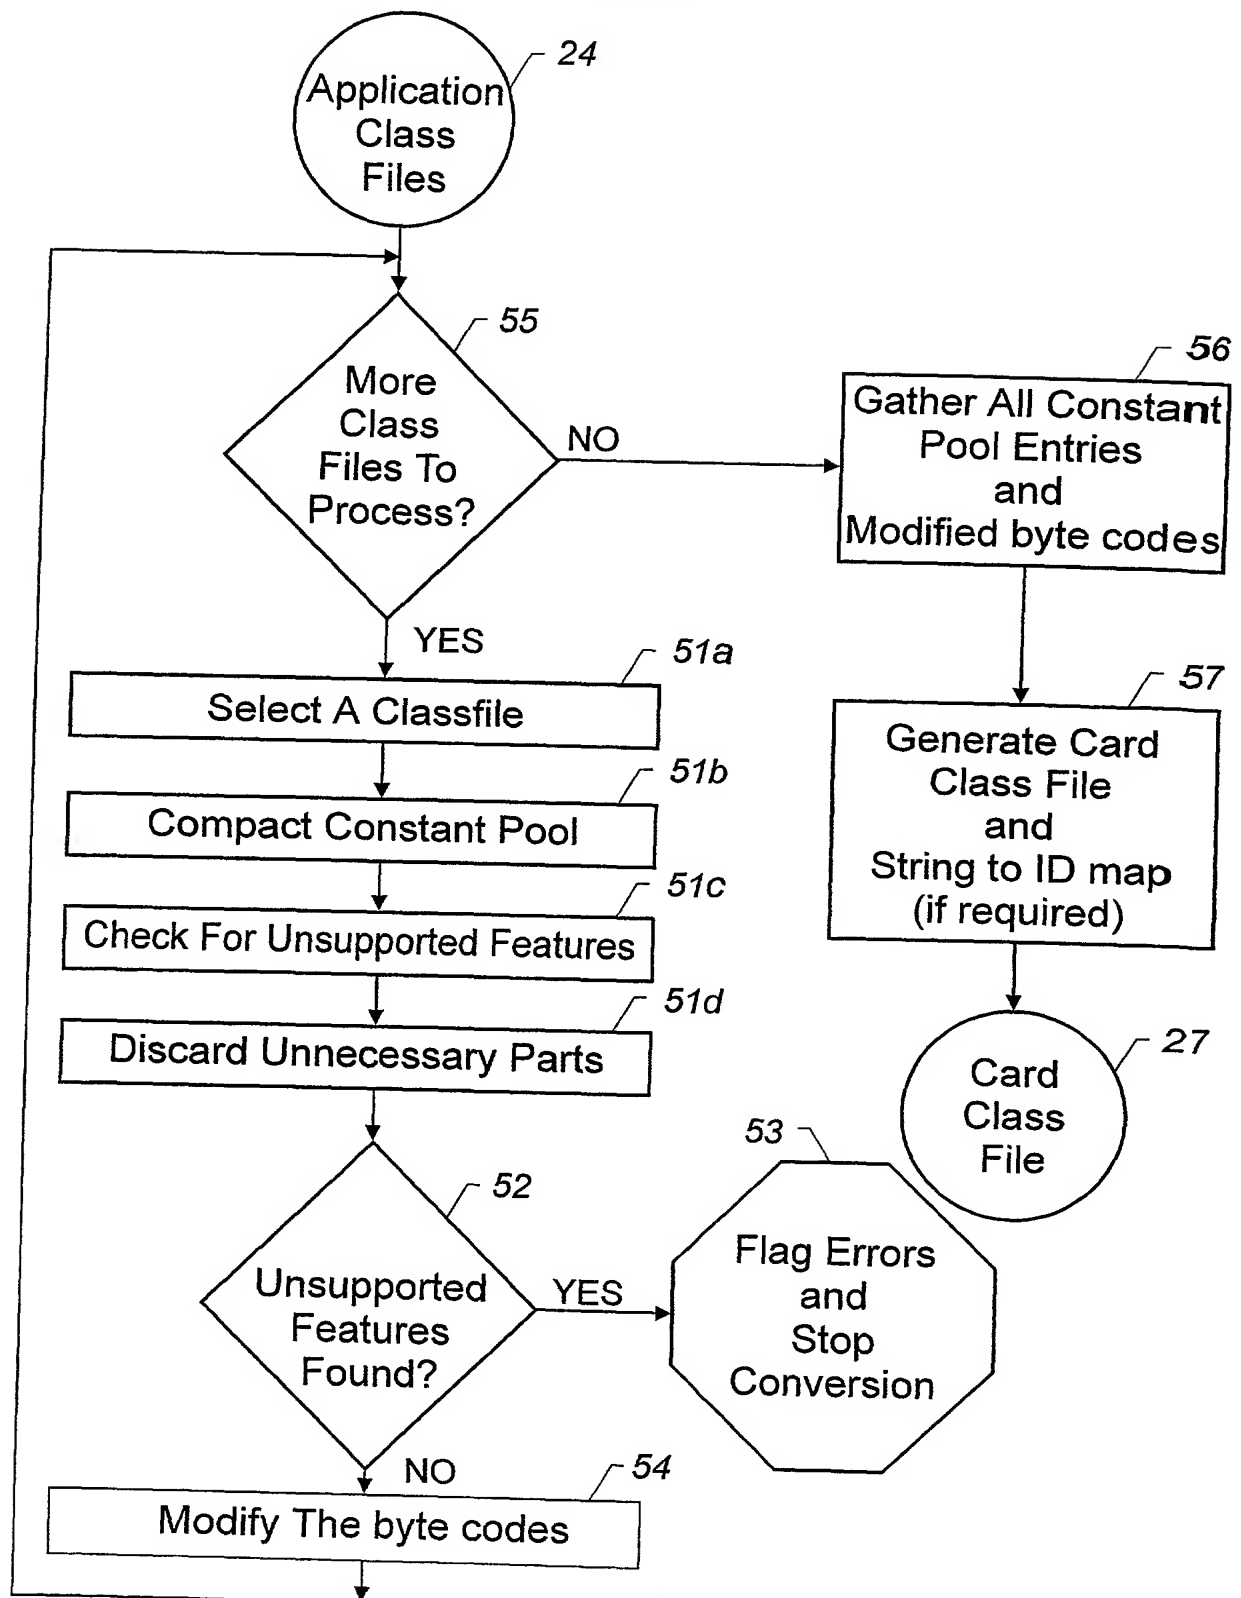 24
Application
Class
Files
55
More
Class
Files To
Process?
NO
YES
56
Gather All Constant
Pool Entries
and
Modified byte codes
51a
Select A Classfile
57
Generate Card
Class File
and
String to ID map
(if required)
51b
Compact Constant Pool
51c
Check For Unsupported Features
51d
Discard Unnecessary Parts
27
Card
Class
File
52
Unsupported
Features
Found?
YES
NO
53
Flag Errors
and
Stop
Conversion
54
Modify The byte codes